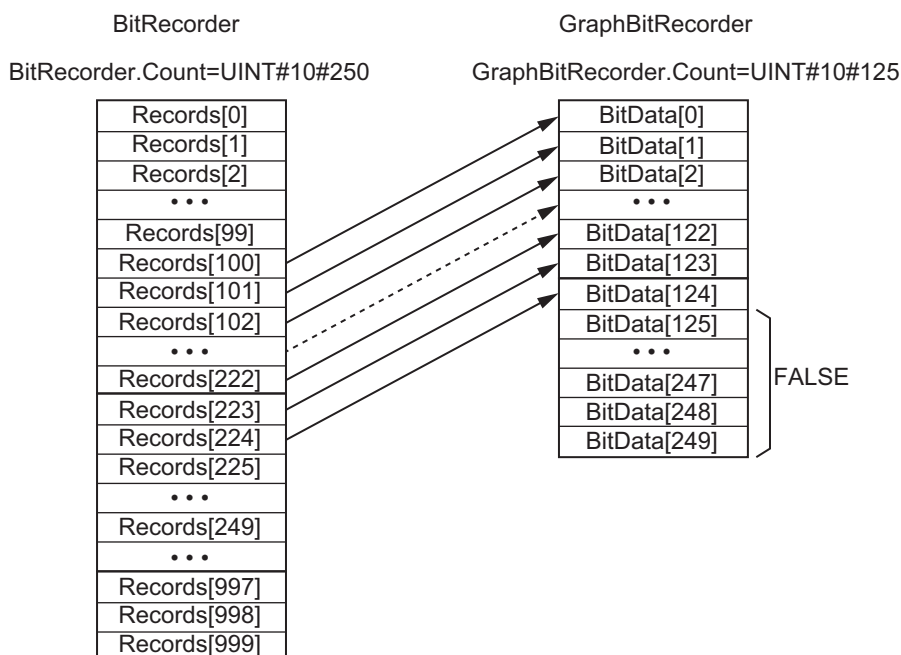 BitRecorder
GraphBitRecorder
BitRecorder.Count=UINT#10#250
GraphBitRecorder.Count=UINT#10#125
Records[0]
Records[1]
Records[2]
•••
Records[99]
Records[100]
Records[101]
Records[102]
•••
Records[222]
Records[223]
Records[224]
Records[225]
•••
Records[249]
•••
Records[997]
Records[998]
Records[999]
BitData[0]
BitData[1]
BitData[2]
•••
BitData[122]
BitData[123]
BitData[124]
BitData[125]
•••
BitData[247]
BitData[248]
BitData[249]
FALSE